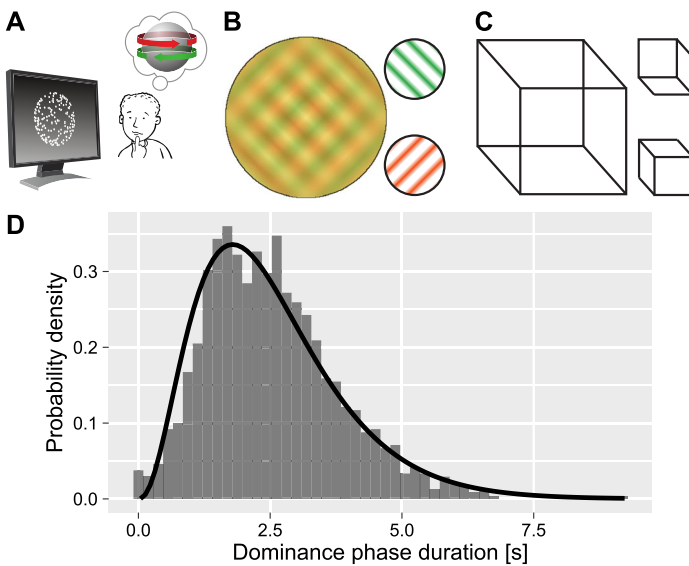 A
B
C
D
Probability density
0.3
0.2
0.1
0.0
0.0 2.5 5.0 7.5
Dominance phase duration [s]